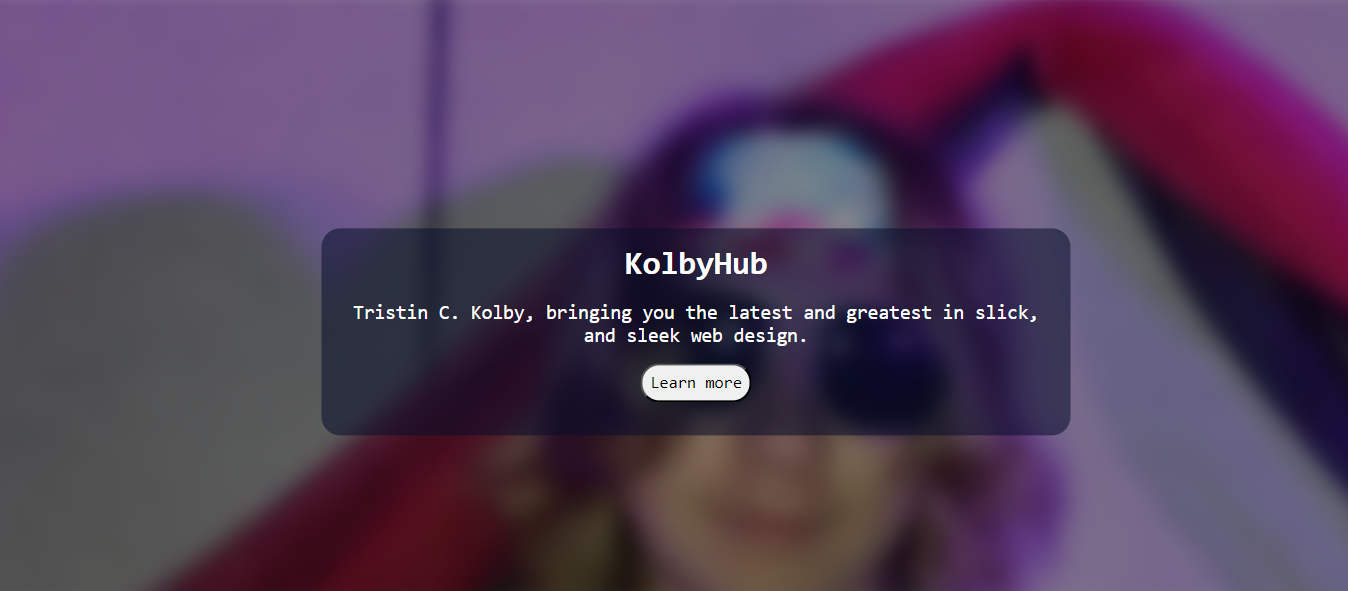 KolbyHub
Tristin C. Kolby, bringing you the latest and greatest in slick,
and sleek web design.
Learn more